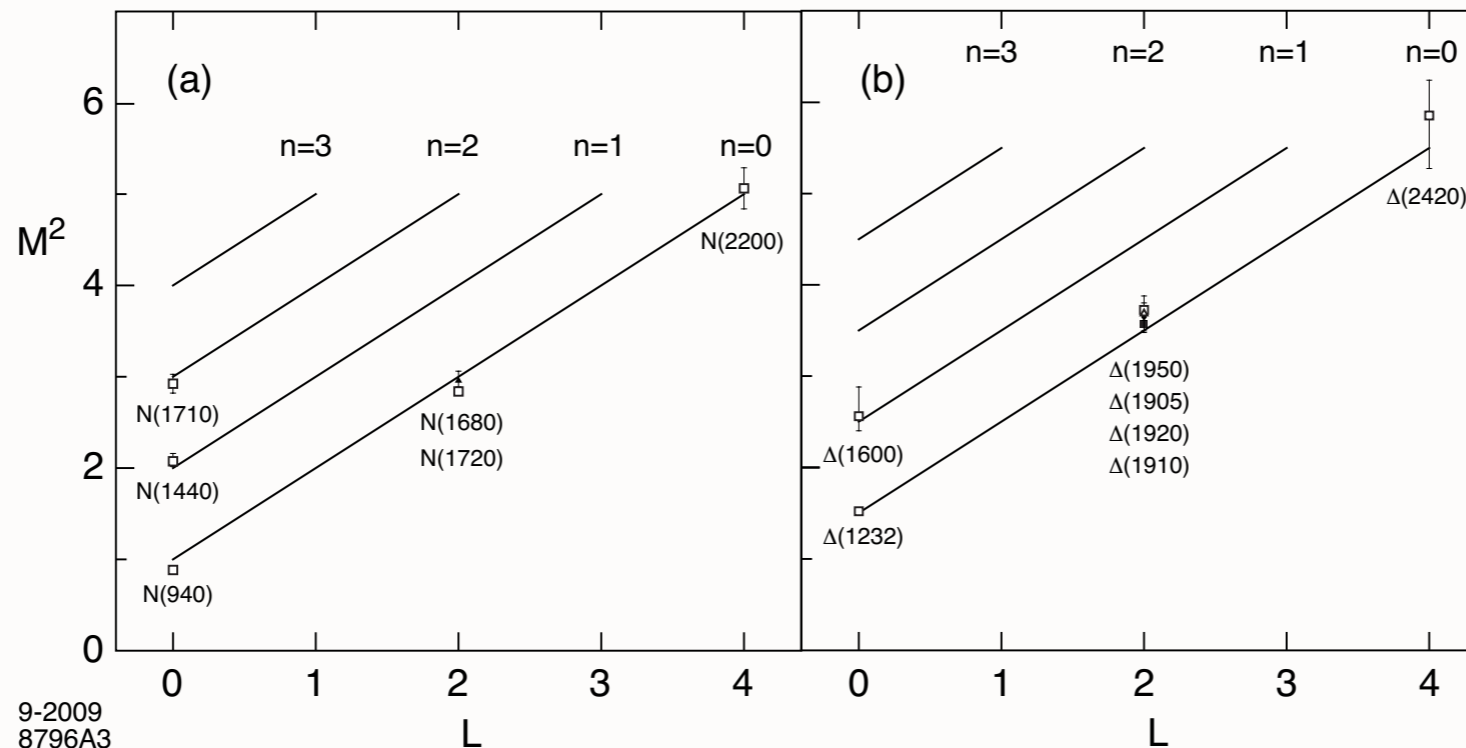 (a)
n=3 n=2 n=1 n=0
6
4
2
0
M2
N(2200)
N(1710)
N(1680)
N(1720)
N(1440)
N(940)
0 1 2 3 4
L
(b)
n=3 n=2 n=1 n=0
Δ(2420)
Δ(1950)
Δ(1905)
Δ(1920)
Δ(1910)
Δ(1600)
Δ(1232)
0 1 2 3 4
L
9-2009
8796A3